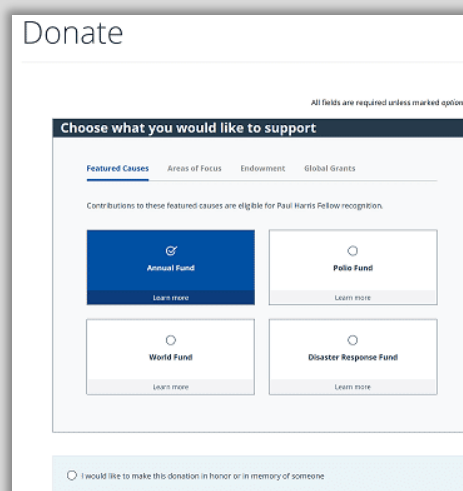 Donate
All fields are required unless marked option
Choose what you would like to support
Featured Causes Areas of Focus Endowment Global Grants
Contributions to these featured causes are eligible for Paul Harris Fellow recognition.
Annual Fund
Learn more
Polio Fund
Learn more
World Fund
Learn more
Disaster Response Fund
Learn more
I would like to make this donation in honor or in memory of someone